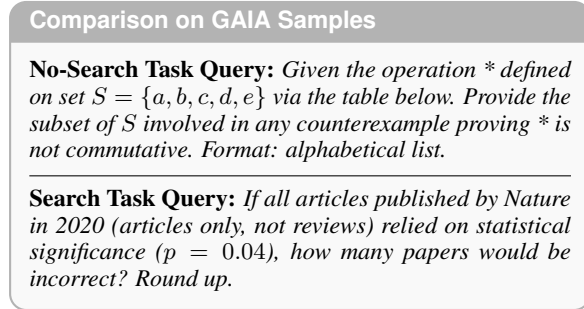 Comparison on GAIA Samples
No-Search Task Query: Given the operation * defined
on set S = {a, b, c, d, e} via the table below. Provide the
subset of S involved in any counterexample proving * is
not commutative. Format: alphabetical list.
Search Task Query: If all articles published by Nature
in 2020 (articles only, not reviews) relied on statistical
significance (p = 0.04), how many papers would be
incorrect? Round up.